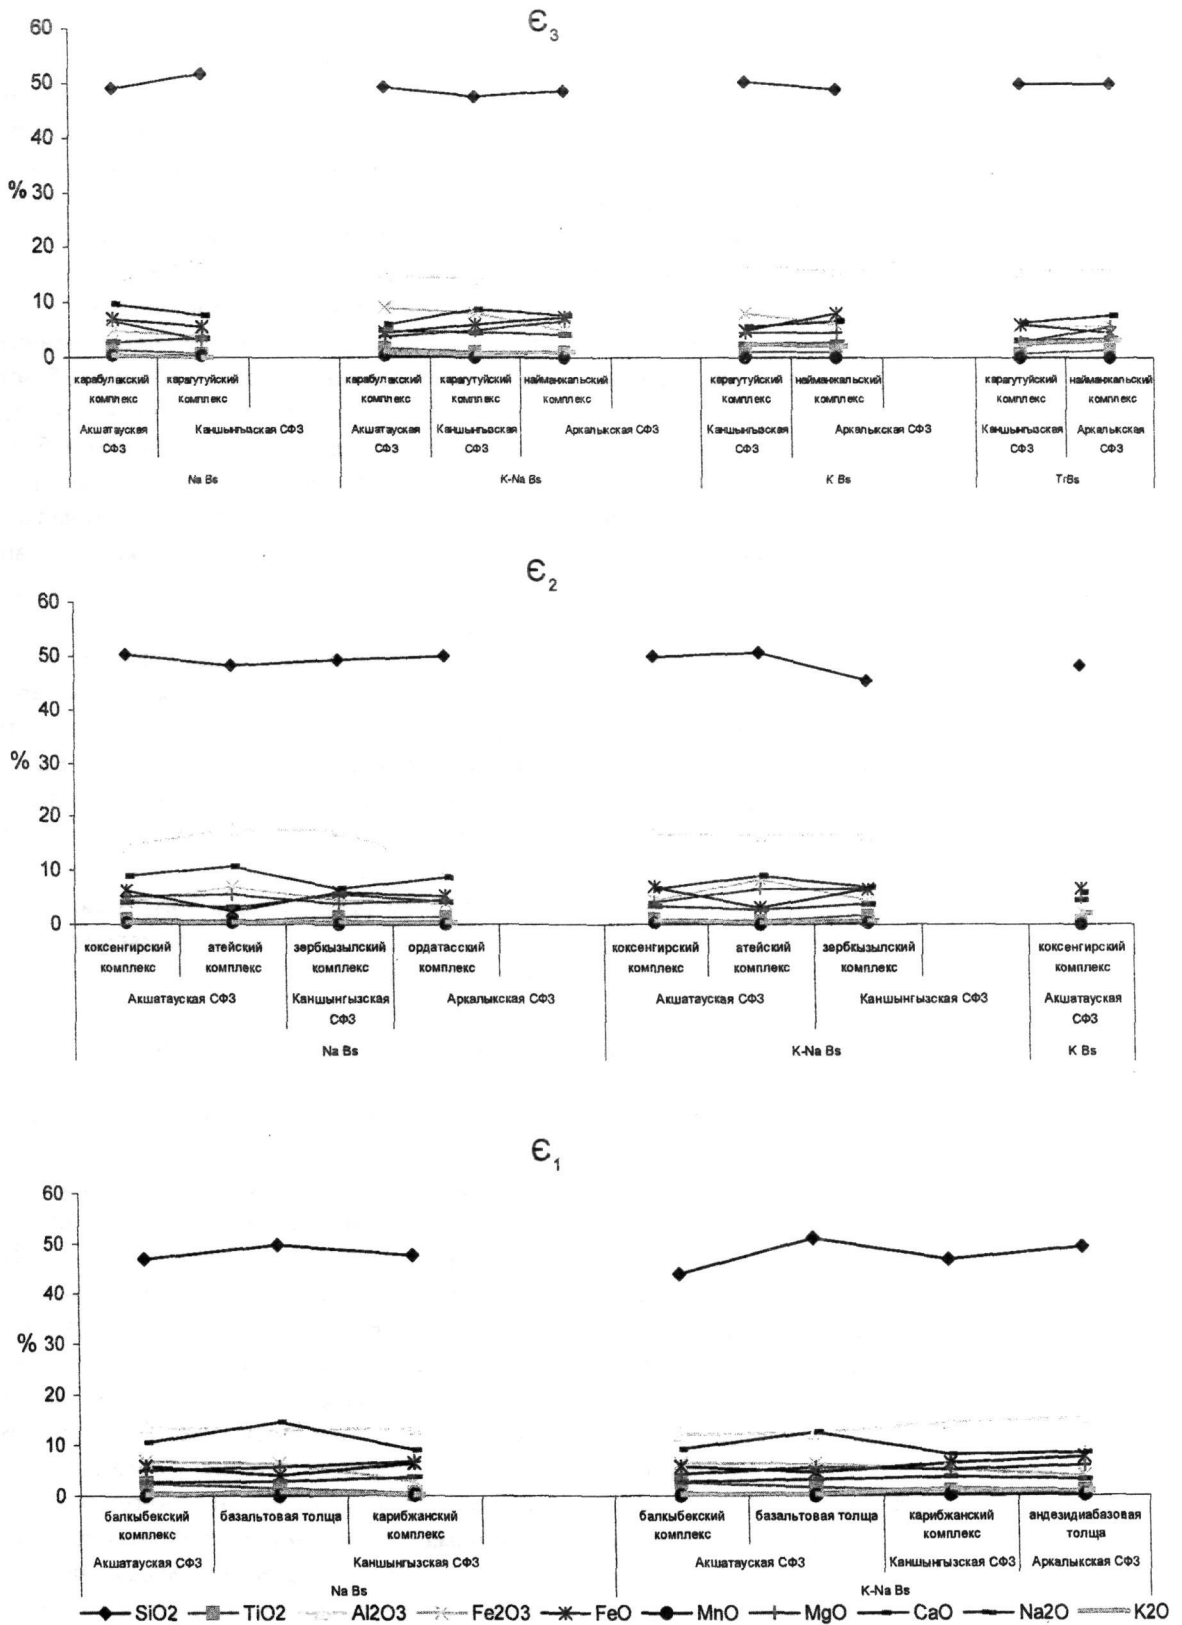 Є3
60
50
40
% 30
20
10
0
карабулакский комплекс карагутуйский комплекс карабулакский комплекс карагутуйский комплекс найманжальский комплекс карагутуйский комплекс найманжальский комплекс карагутуйский комплекс найманжальский комплекс
Акшатауская СФЗ Каншынгызская СФЗ Акшатауская СФЗ Каншынгызская СФЗ Аркалыкская СФЗ Каншынгызская СФЗ Аркалыкская СФЗ Каншынгызская СФЗ Аркалыкская СФЗ
Na Bs K-Na Bs K Bs TrBs
Є2
60
50
40
% 30
20
10
0
коксенгирский комплекс атейский комплекс зербкызылский комплекс ордатасский комплекс коксенгирский комплекс атейский комплекс зербкызылский комплекс коксенгирский комплекс
Акшатауская СФЗ Каншынгызская СФЗ Аркалыкская СФЗ Акшатауская СФЗ Каншынгызская СФЗ Акшатауская СФЗ
Na Bs K-Na Bs K Bs
Є1
60
50
40
% 30
20
10
0
балкыбекский комплекс базальтовая толща карибжанский комплекс балкыбекский комплекс базальтовая толща карибжанский комплекс андезидиабазовая толща
Акшатауская СФЗ Каншынгызская СФЗ Акшатауская СФЗ Каншынгызская СФЗ Аркалыкская СФЗ
Na Bs K-Na Bs
SiO2 TiO2 Al2O3 Fe2O3 FeO MnO MgO CaO Na2O K2O